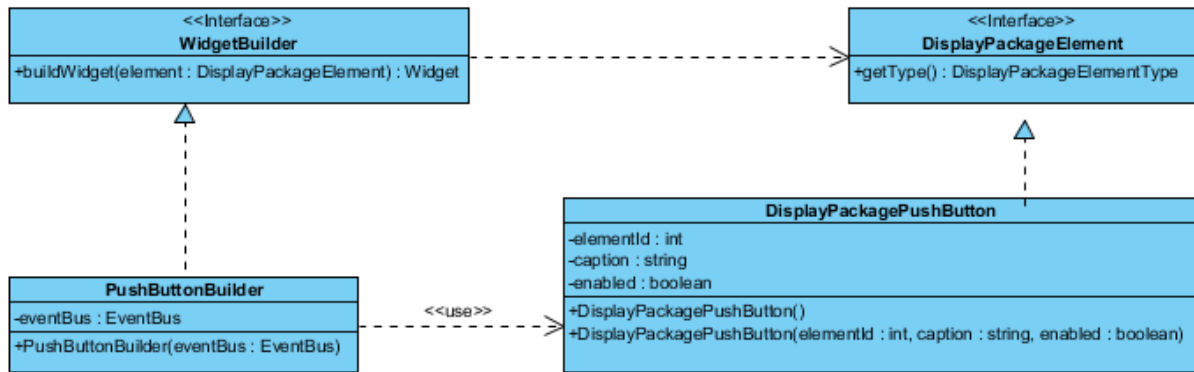 <<Interface>>
WidgetBuilder
+buildWidget(element : DisplayPackageElement) : Widget
<<Interface>>
DisplayPackageElement
+getType() : DisplayPackageElementType
PushButtonBuilder
-eventBus : EventBus
+PushButtonBuilder(eventBus : EventBus)
<<use>>
DisplayPackagePushButton
-elementId : int
-caption : string
-enabled : boolean
+DisplayPackagePushButton()
+DisplayPackagePushButton(elementId : int, caption : string, enabled : boolean)